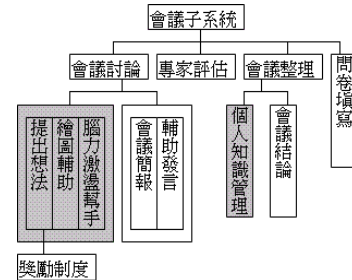 會議子系統
會議討論
專家評估
會議整理
問卷填寫
提出想法
繪圖輔助
腦力激盪幫手
會議簡報
輔助發言
個人知識管理
會議結論
獎勵制度